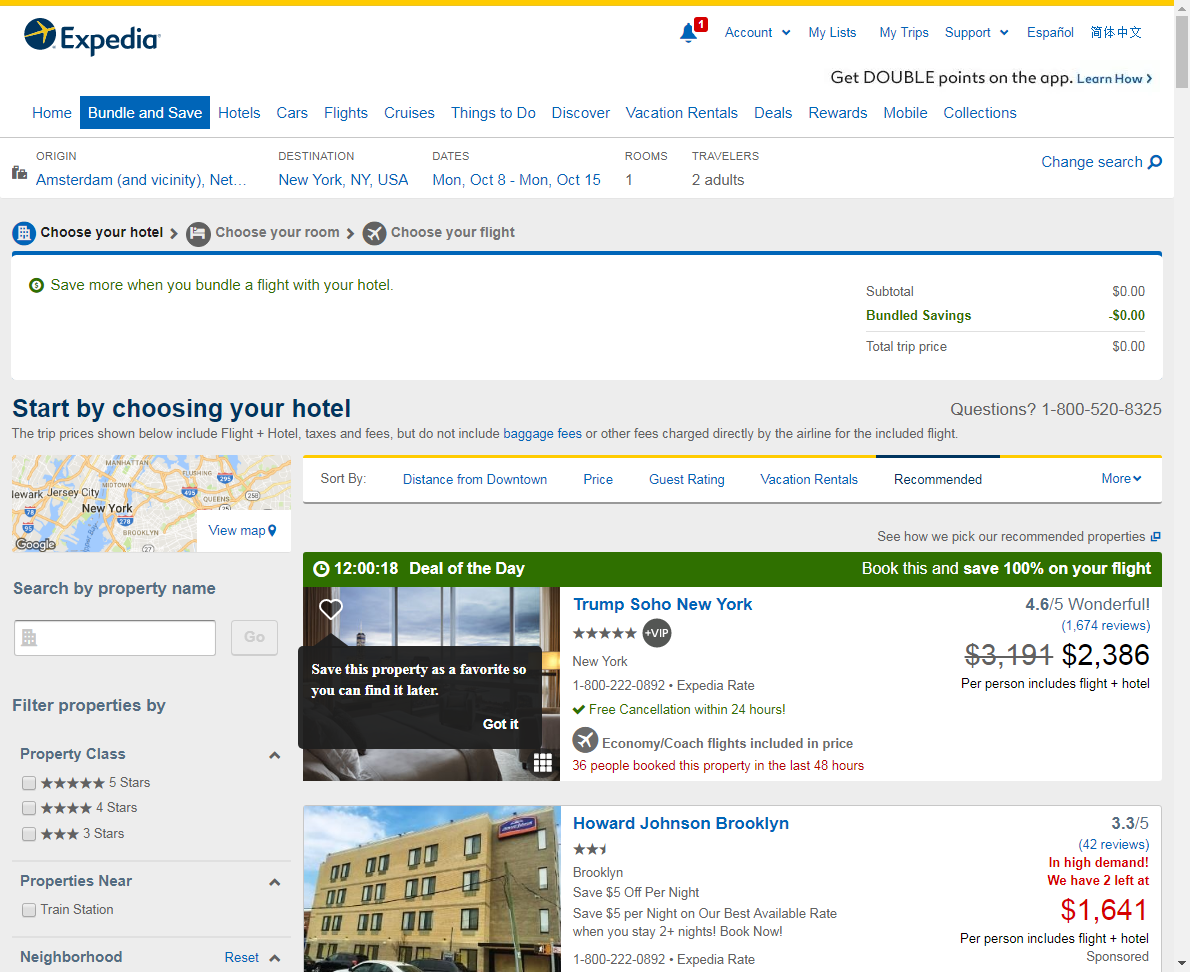 Expedia
1
Account
My Lists
My Trips
Support
Español
简体中文
Get DOUBLE points on the app. Learn How
Home
Bundle and Save
Hotels
Cars
Flights
Cruises
Things to Do
Discover
Vacation Rentals
Deals
Rewards
Mobile
Collections
ORIGIN
Amsterdam (and vicinity), Net...
DESTINATION
New York, NY, USA
DATES
Mon, Oct 8 - Mon, Oct 15
ROOMS
1
TRAVELERS
2 adults
Change search
Choose your hotel
Choose your room
Choose your flight
Save more when you bundle a flight with your hotel.
Subtotal $0.00
Bundled Savings -$0.00
Total trip price $0.00
Start by choosing your hotel
Questions? 1-800-520-8325
The trip prices shown below include Flight + Hotel, taxes and fees, but do not include baggage fees or other fees charged directly by the airline for the included flight.
MANHATTAN
FLUSHING
295
lewark Jersey City
MIDTOWN
495
QUEENS
258
New York
78
278
95
BROOKLYN
27
Google
View map
Sort By:
Distance from Downtown
Price
Guest Rating
Vacation Rentals
Recommended
More
See how we pick our recommended properties
Search by property name
Go
Filter properties by
Property Class
5 Stars
4 Stars
3 Stars
Properties Near
Train Station
Neighborhood
Reset
12:00:18 Deal of the Day
Book this and save 100% on your flight
Save this property as a favorite so
you can find it later.
Got it
Trump Soho New York
+VIP
New York
1-800-222-0892 • Expedia Rate
Free Cancellation within 24 hours!
Economy/Coach flights included in price
36 people booked this property in the last 48 hours
4.6/5 Wonderful!
(1,674 reviews)
$3,191 $2,386
Per person includes flight + hotel
Howard Johnson Brooklyn
Brooklyn
Save $5 Off Per Night
Save $5 per Night on Our Best Available Rate
when you stay 2+ nights! Book Now!
1-800-222-0892 • Expedia Rate
3.3/5
(42 reviews)
In high demand!
We have 2 left at
$1,641
Per person includes flight + hotel
Sponsored